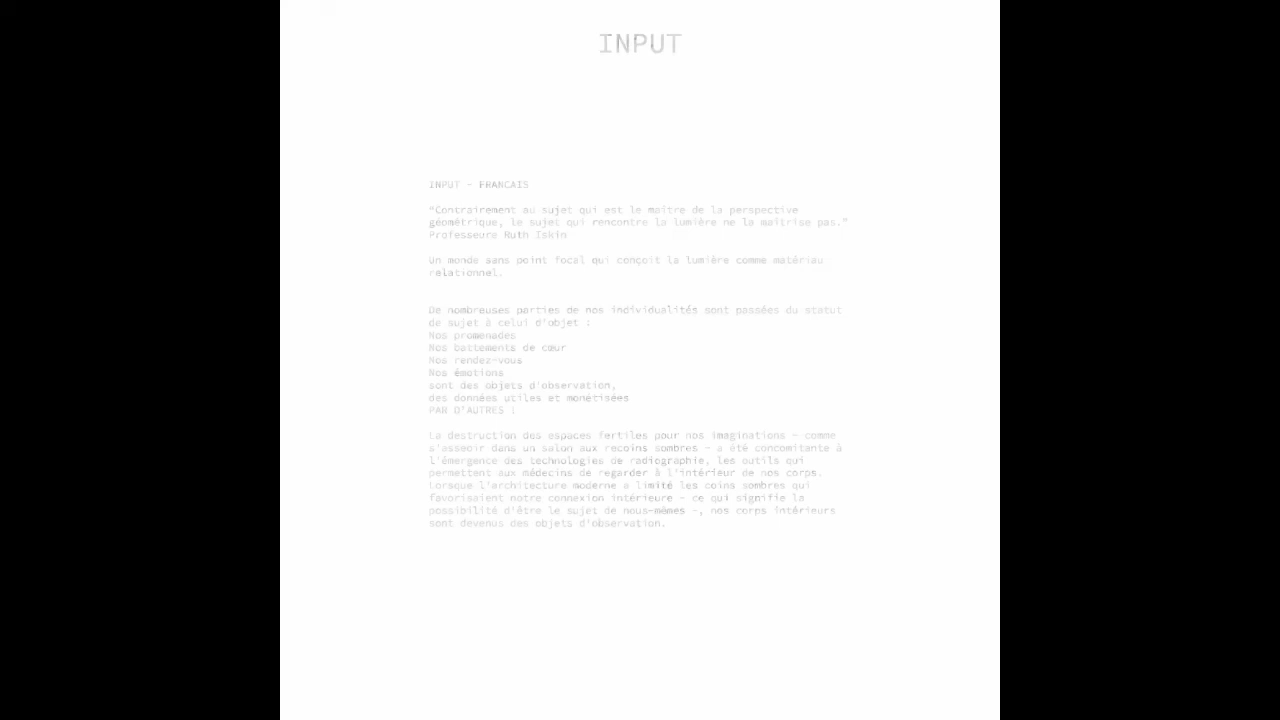 INPUT
INPUT - FRANCAIS
“Contrairement au sujet qui est le maître de la perspective
géométrique, le sujet qui rencontre la lumière ne la maîtrise pas.”
Professeure Ruth Iskin
Un monde sans point focal qui conçoit la lumière comme matériau
relationnel.
De nombreuses parties de nos individualités sont passées du statut
de sujet à celui d'objet :
Nos promenades
Nos battements de cœur
Nos rendez-vous
Nos émotions
sont des objets d'observation,
des données utiles et monétisées
PAR D'AUTRES !
La destruction des espaces fertiles pour nos imaginations - comme
s'asseoir dans un salon aux recoins sombres - a été concomitante à
l'émergence des technologies de radiographie, les outils qui
permettent aux médecins de regarder à l'intérieur de nos corps.
Lorsque l'architecture moderne a limité les coins sombres qui
favorisaient notre connexion intérieure - ce qui signifie la
possibilité d'être le sujet de nous-mêmes -, nos corps intérieurs
sont devenus des objets d'observation.